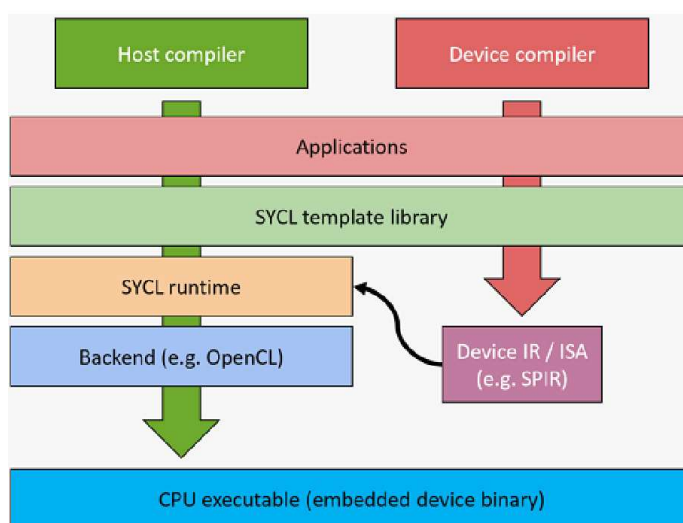 Host compiler
Device compiler
Applications
SYCL template library
SYCL runtime
Backend (e.g. OpenCL)
Device IR / ISA
(e.g. SPIR)
CPU executable (embedded device binary)